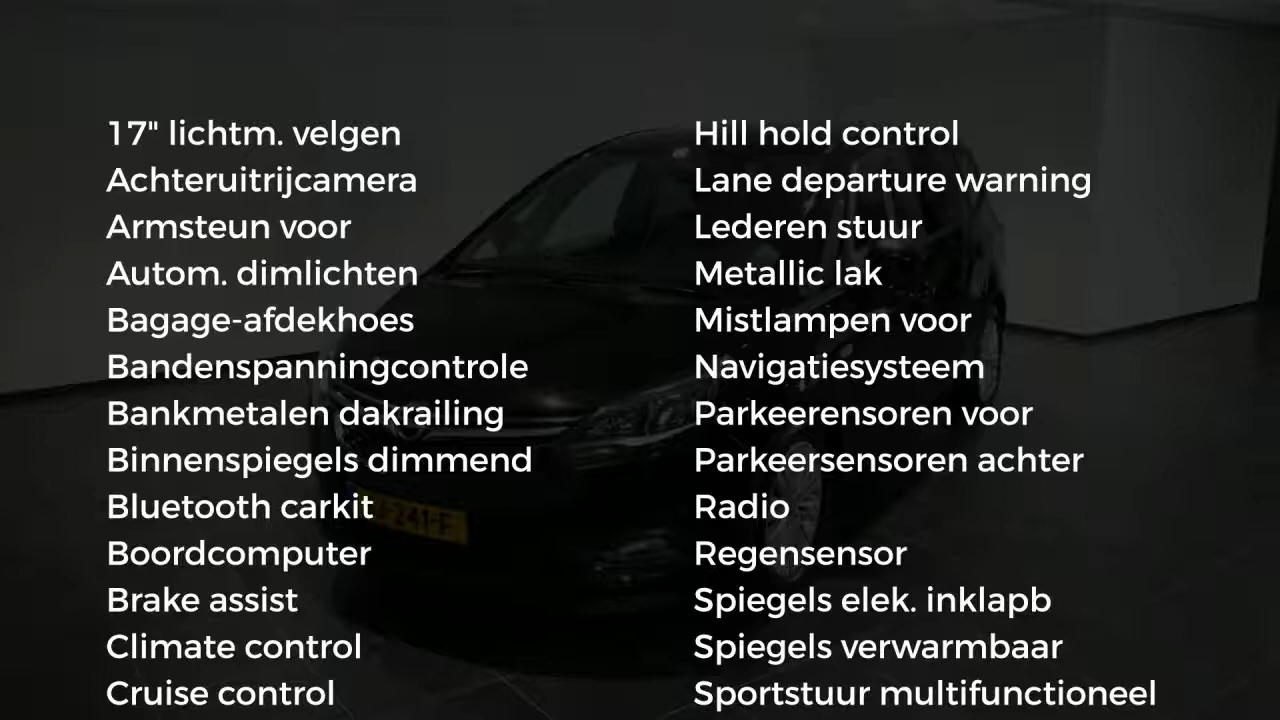 17" lichtm. velgen
Achteruitrijcamera
Armsteun voor
Autom. dimlichten
Bagage-afdekhoes
Bandenspanningcontrole
Bankmetalen dakrailing
Binnenspiegels dimmend
Bluetooth carkit
Boordcomputer
Brake assist
Climate control
Cruise control
Hill hold control
Lane departure warning
Lederen stuur
Metallic lak
Mistlampen voor
Navigatiesysteem
Parkeerensoren voor
Parkeersensoren achter
Radio
Regensensor
Spiegels elek. inklapb
Spiegels verwarmbaar
Sportstuur multifunctioneel